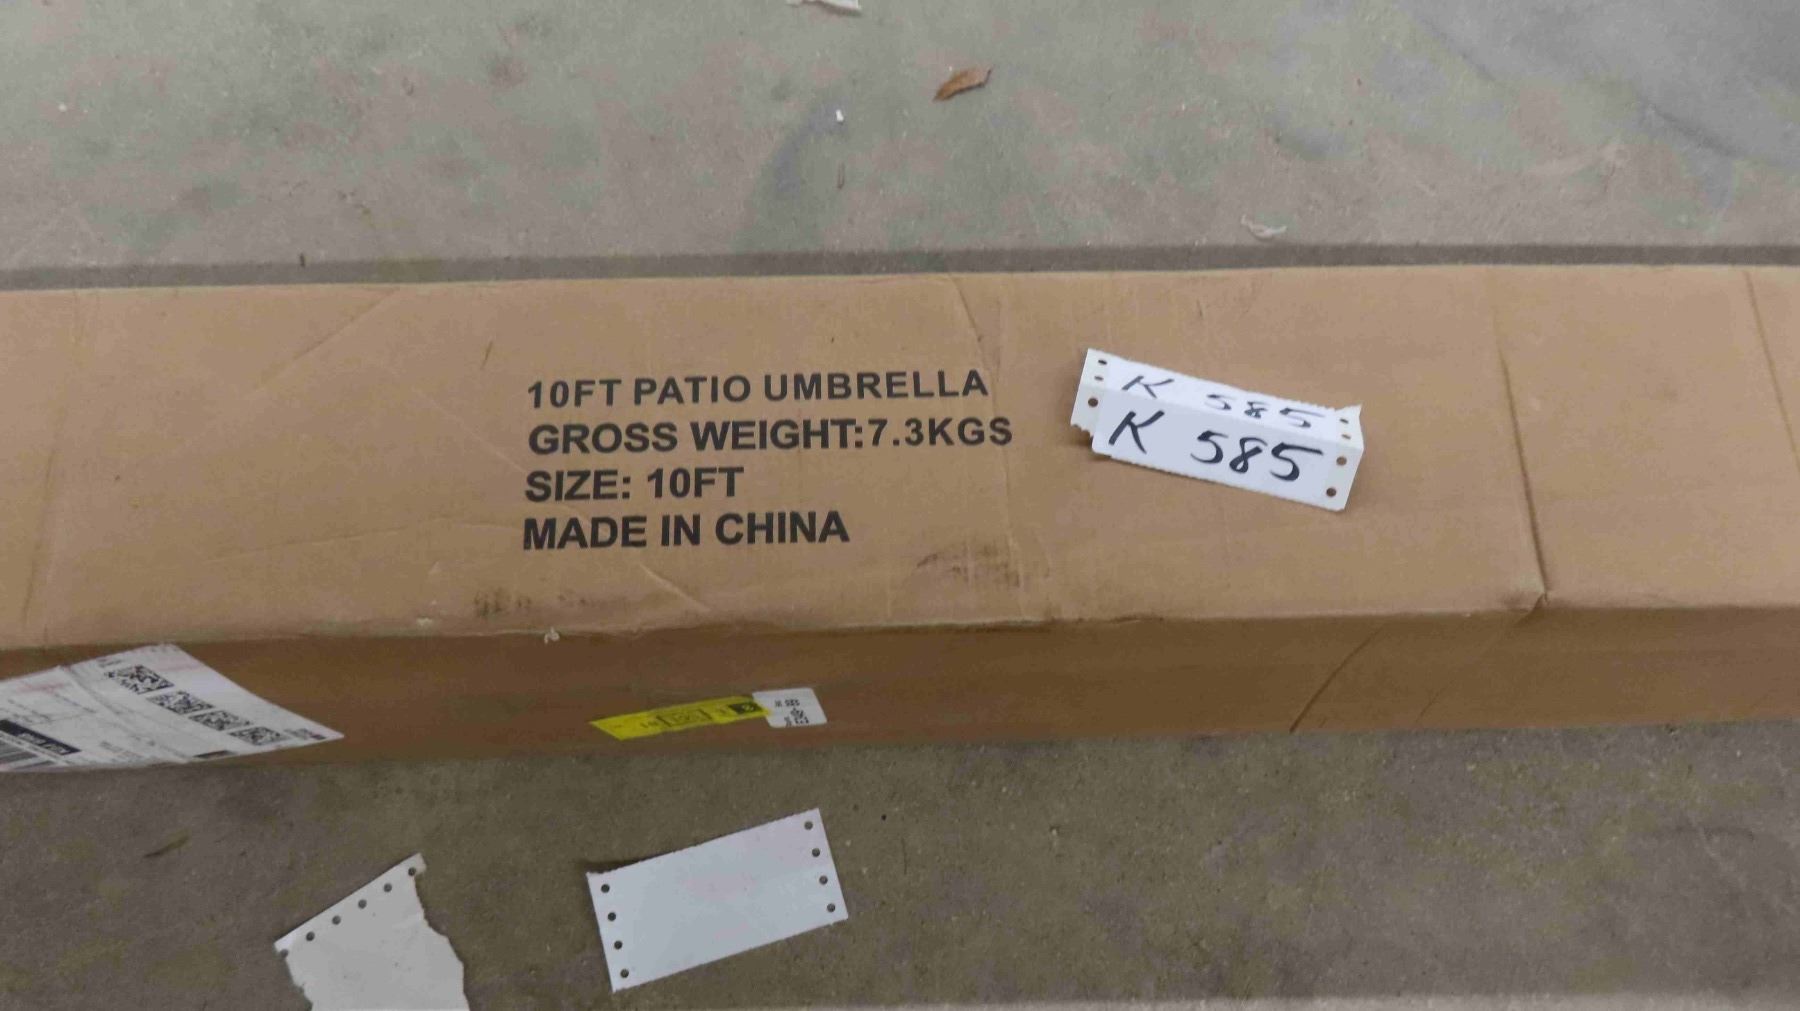 10FT PATIO UMBRELLA
GROSS WEIGHT:7.3KGS
SIZE: 10FT
MADE IN CHINA
K 585
K 585